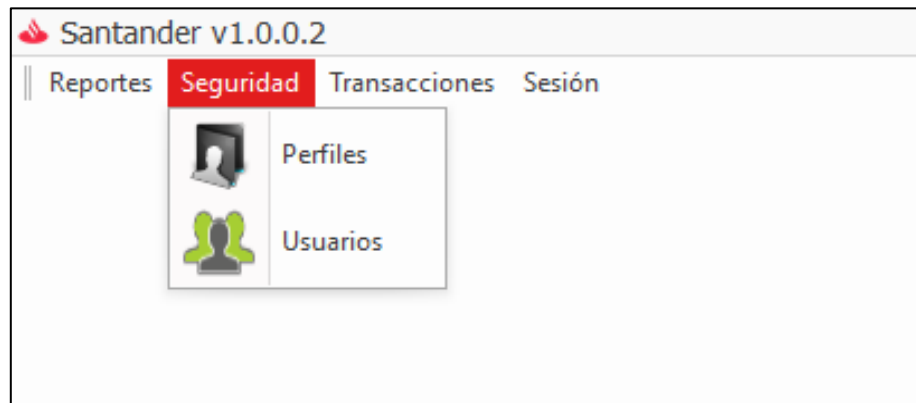 Santander v1.0.0.2
Reportes Seguridad Transacciones Sesión
Perfiles
Usuarios